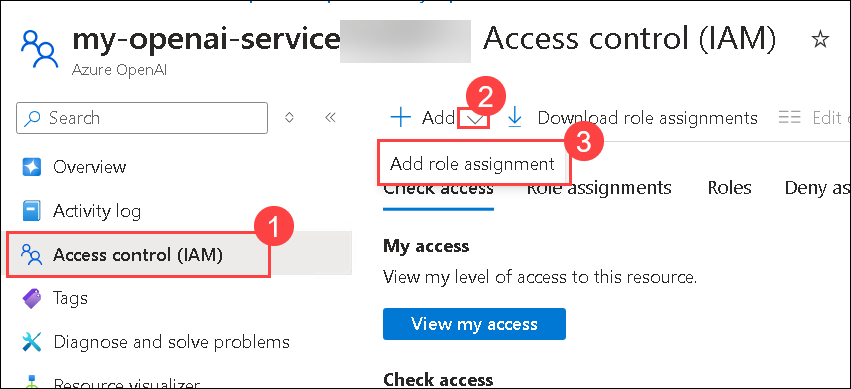 my-openai-service Access control (IAM)
Azure OpenAI
Search
Add
2
Download role assignments
Edit
3
Add role assignment
Overview
Check access
Role assignments
Roles
Deny as
Activity log
1
Access control (IAM)
My access
View my level of access to this resource.
Tags
View my access
Diagnose and solve problems
Resource visualizer
Check access